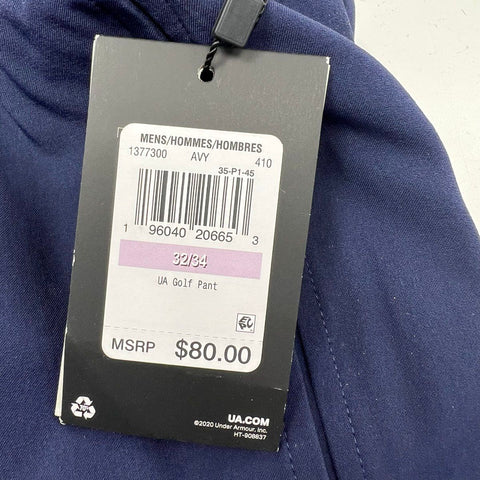 MENS/HOMMES/HOMBRES
1377300 AVY 410
35-P1-45
1 96040 20665 3
32/34
UA Golf Pant
MSRP $80.00
UA.COM
©2020 Under Armour, Inc.
HT-908837